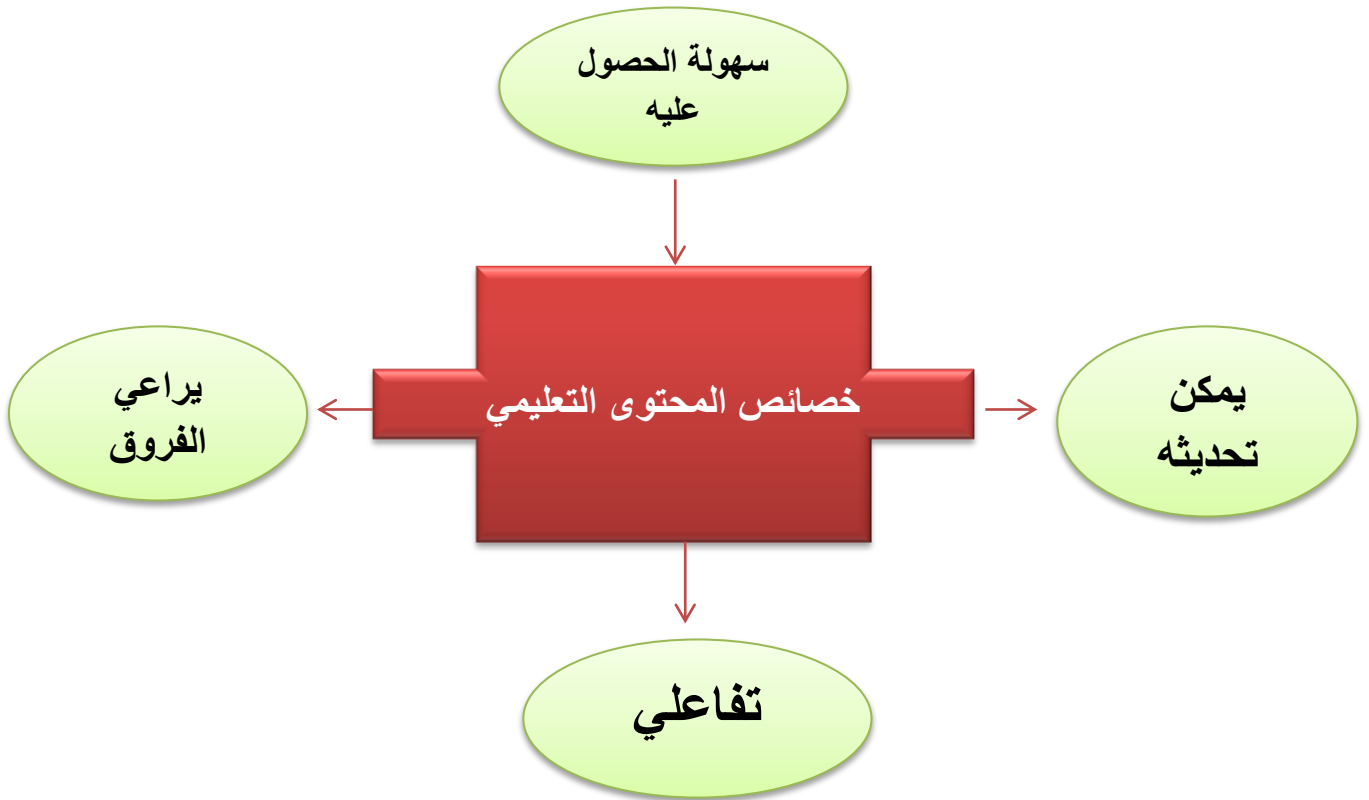 سهولة الحصول
عليه
يمكن
تحديثه
خصائص المحتوى التعليمي
يراعي
الفروق
تفاعلي